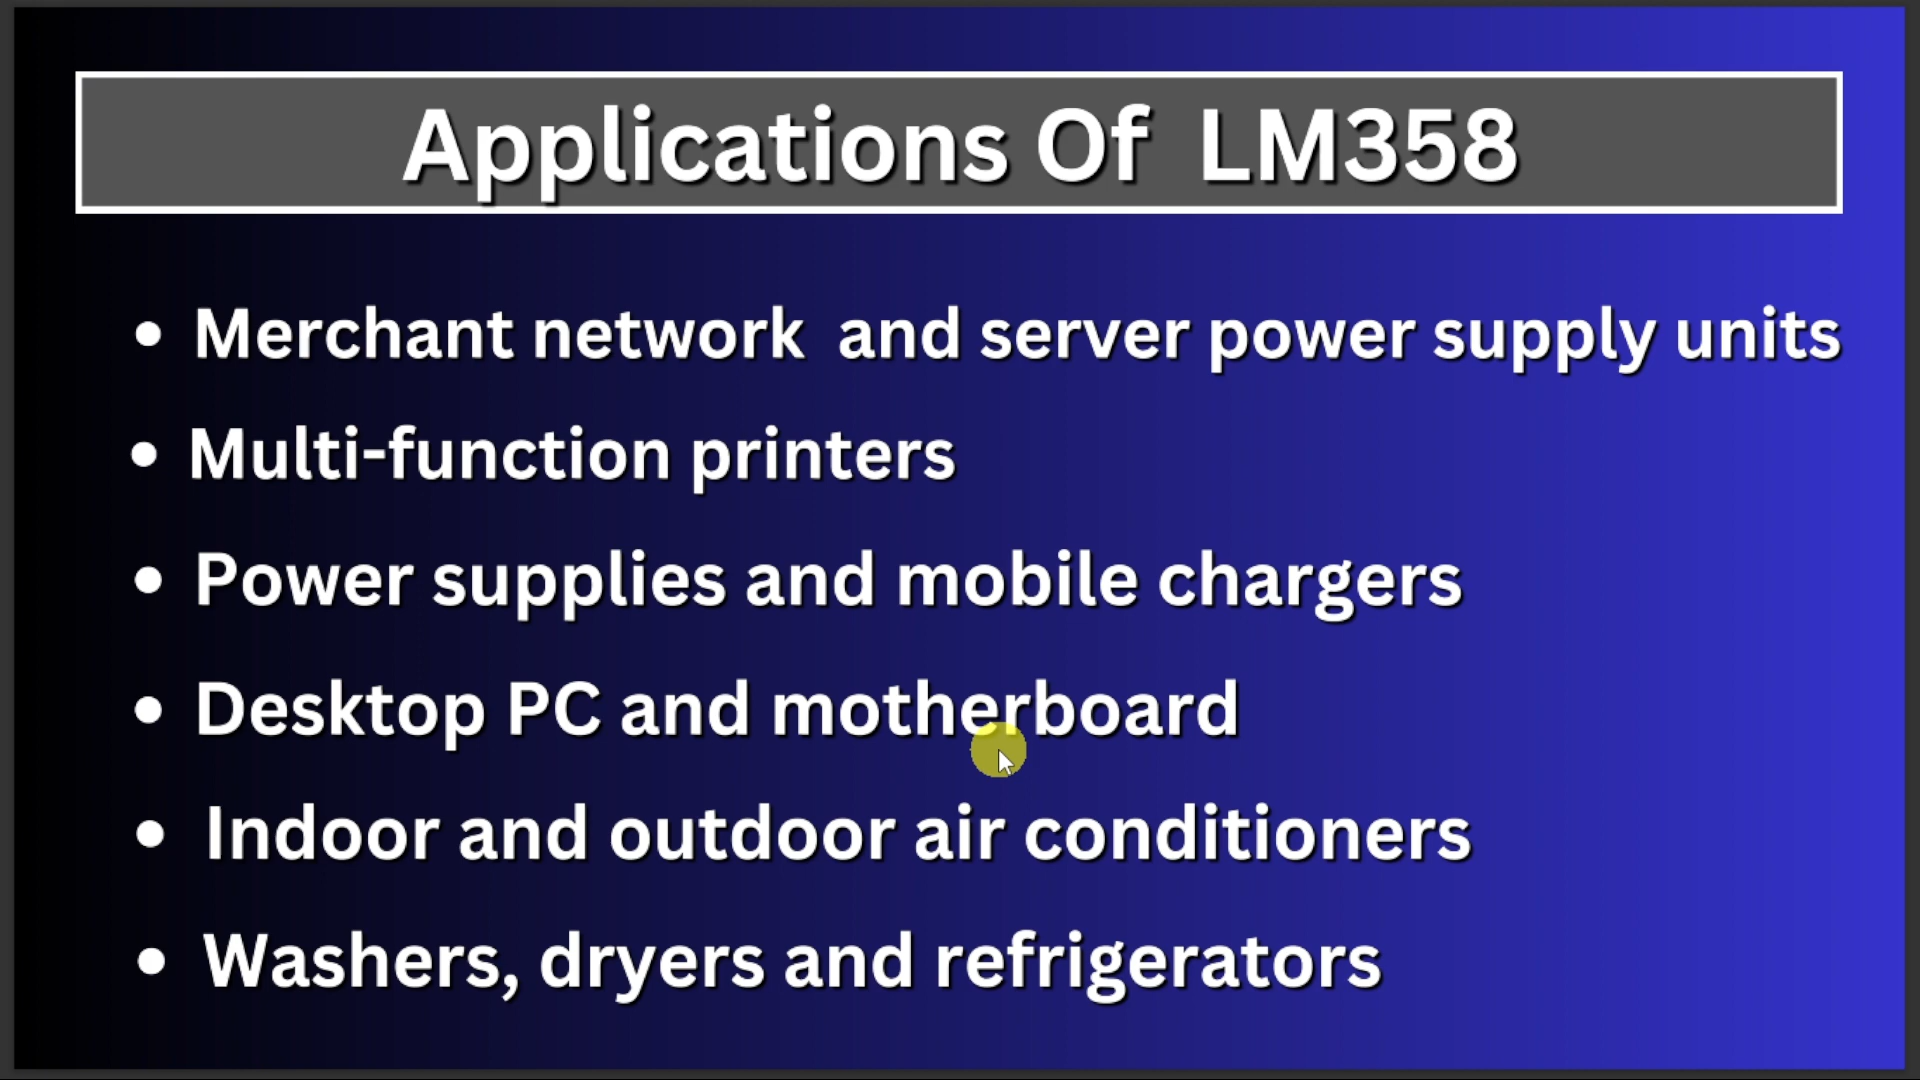 Applications Of LM358
• Merchant network and server power supply units
• Multi-function printers
• Power supplies and mobile chargers
• Desktop PC and motherboard
• Indoor and outdoor air conditioners
• Washers, dryers and refrigerators